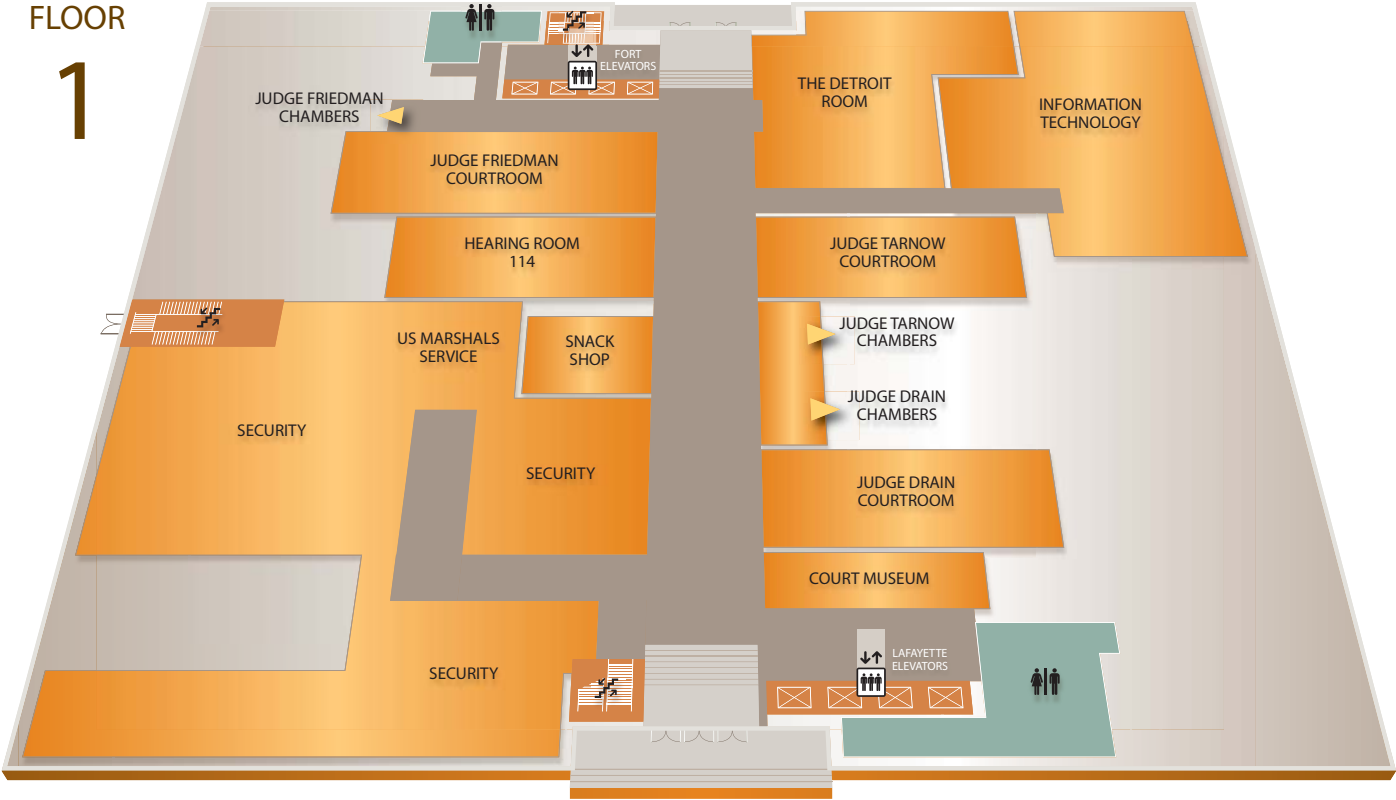 FLOOR
1
FORT
ELEVATORS
THE DETROIT
ROOM
INFORMATION
TECHNOLOGY
JUDGE FRIEDMAN
CHAMBERS
JUDGE FRIEDMAN
COURTROOM
HEARING ROOM
114
JUDGE TARNOW
COURTROOM
US MARSHALS
SERVICE
SNACK
SHOP
JUDGE TARNOW
CHAMBERS
JUDGE DRAIN
CHAMBERS
SECURITY
SECURITY
JUDGE DRAIN
COURTROOM
COURT MUSEUM
SECURITY
LAFAYETTE
ELEVATORS